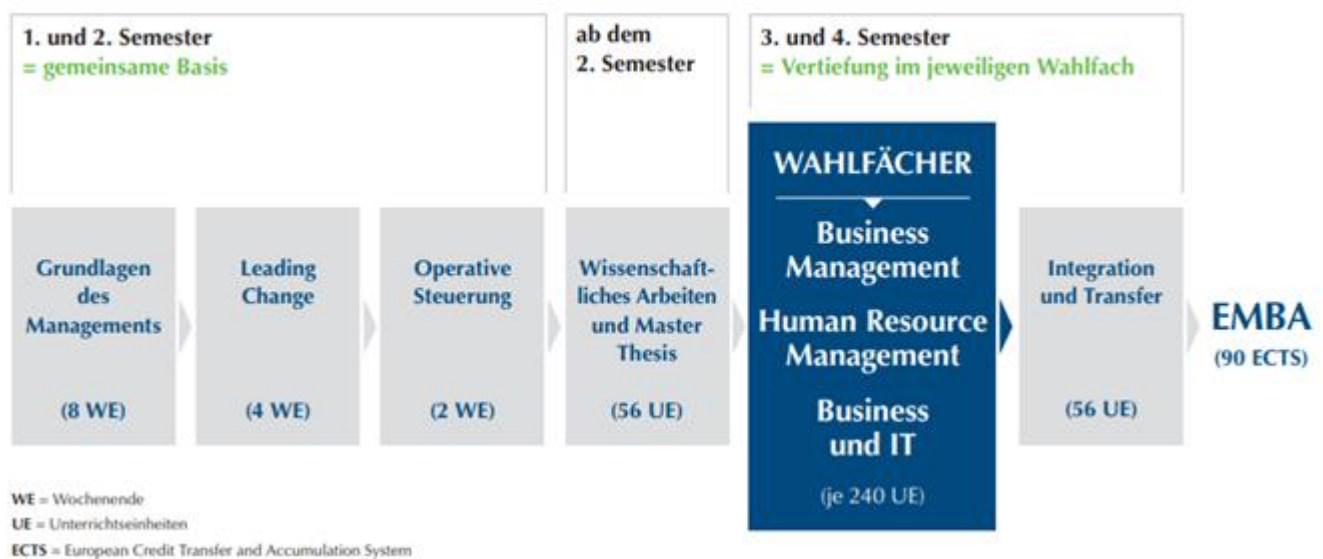 1. und 2. Semester
= gemeinsame Basis
ab dem
2. Semester
3. und 4. Semester
= Vertiefung im jeweiligen Wahlfach
Grundlagen
des
Managements
(8 WE)
Leading
Change
(4 WE)
Operative
Steuerung
(2 WE)
Wissenschaft-
liches Arbeiten
und Master
Thesis
(56 UE)
WAHLFÄCHER
Business
Management
Human Resource
Management
Business
und IT
(je 240 UE)
Integration
und Transfer
(56 UE)
EMBA
(90 ECTS)
WE = Wochenende
UE = Unterrichtseinheiten
ECTS = European Credit Transfer and Accumulation System